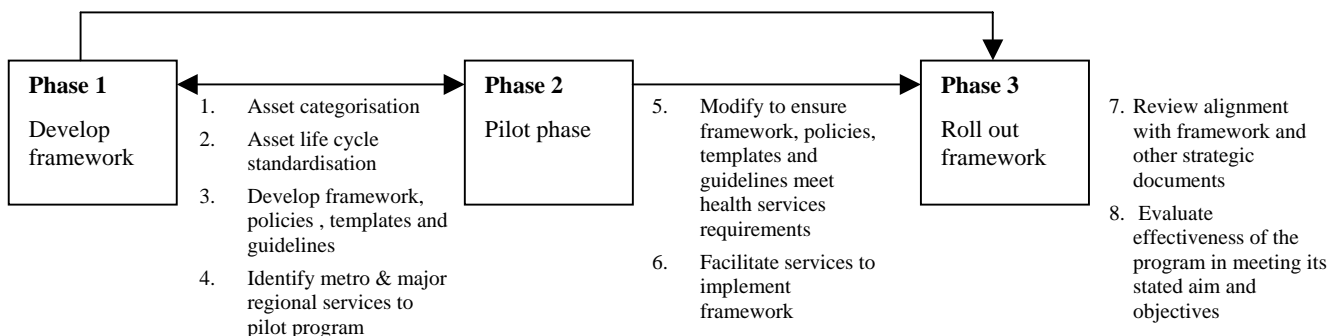 Phase 1
Develop
framework
1. Asset categorisation
2. Asset life cycle
standardisation
3. Develop framework,
policies , templates and
guidelines
4. Identify metro & major
regional services to
pilot program
Phase 2
Pilot phase
5. Modify to ensure
framework, policies,
templates and
guidelines meet
health services
requirements
6. Facilitate services to
implement
framework
Phase 3
Roll out
framework
7. Review alignment
with framework and
other strategic
documents
8. Evaluate
effectiveness of the
program in meeting its
stated aim and
objectives